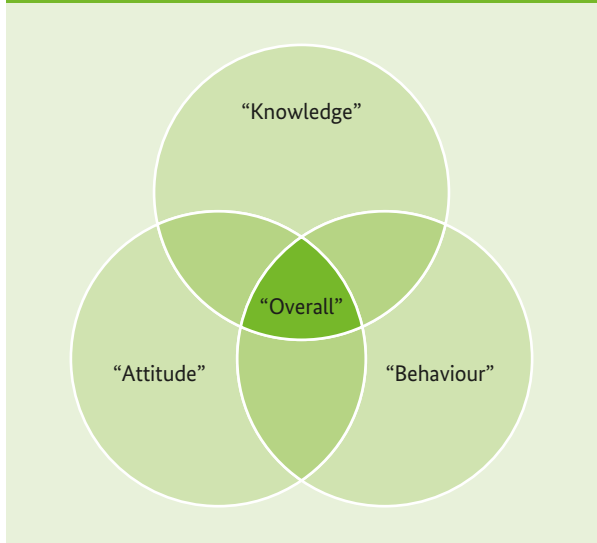 “Knowledge”
“Overall”
“Attitude”
“Behaviour”